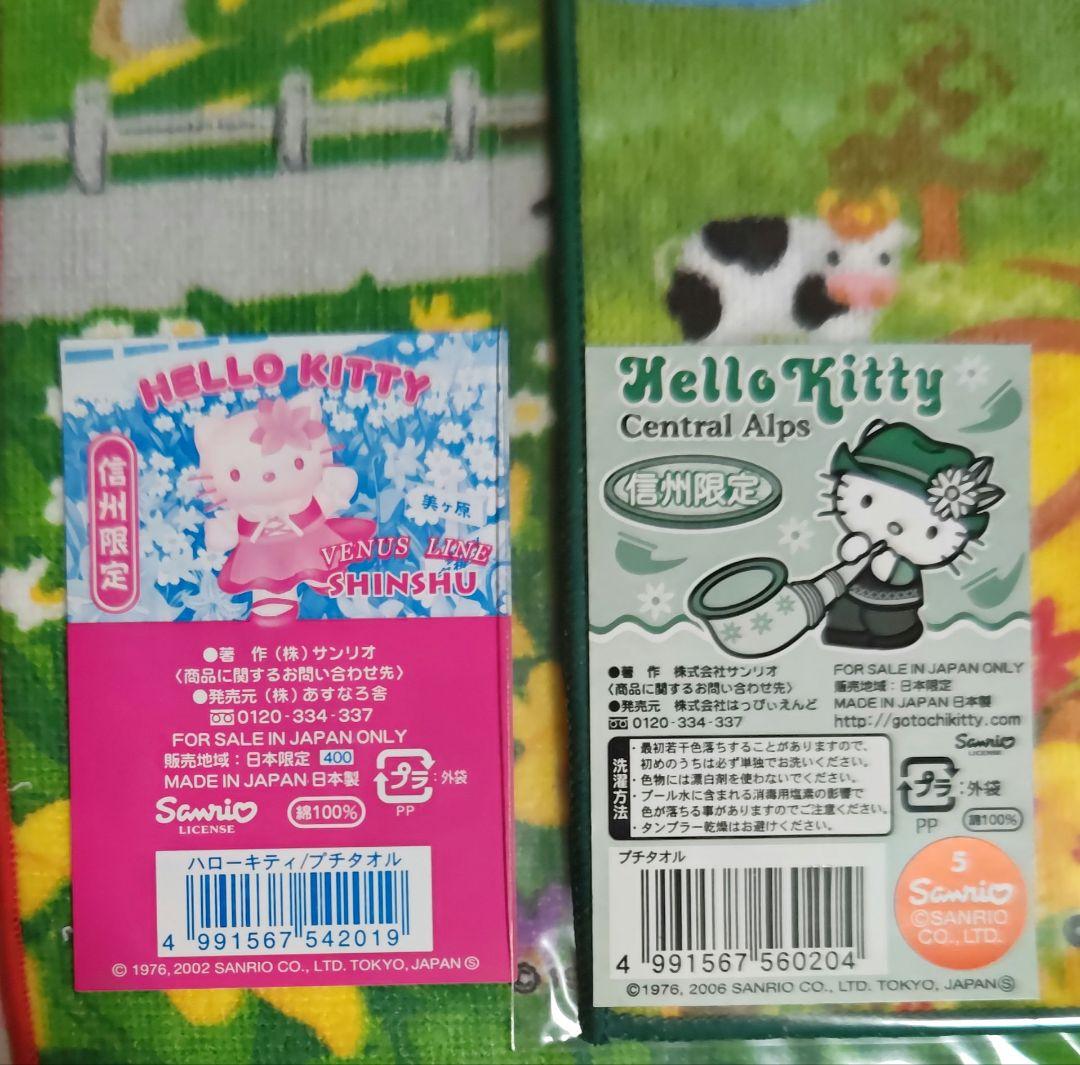 HELLO KITTY
信州限定
美ヶ原
VENUS LINE
SHINSHU
●著 作(株)サンリオ
〈商品に関するお問い合わせ先〉
●発売元(株)あすなろ舎
0120-334-337
FOR SALE IN JAPAN ONLY
販売地域:日本限定 400
MADE IN JAPAN 日本製
プラ :外袋
PP
Sanrio
LICENSE
綿100%
ハローキティ/プチタオル
4 991567 542019
© 1976, 2002 SANRIO CO., LTD. TOKYO, JAPAN Ⓢ
Hello Kitty
Central Alps
信州限定
●著 作 株式会社サンリオ
〈商品に関するお問い合わせ先〉
●発売元 株式会社はっぴぃえんど
0120-334-337
FOR SALE IN JAPAN ONLY
販売地域:日本限定
MADE IN JAPAN 日本製
http://gotochikitty.com
Sanrio
LICENSE
洗濯方法
・最初若干色落ちすることがありますので、
初めのうちは必ず単独でお洗いください。
・色物には漂白剤を使わないでください。
・プール水に含まれる消毒用塩素の影響で
色が落ちる事がありますのでご注意ください。
・タンブラー乾燥はお避けください。
プラ :外袋
PP
綿100%
プチタオル
4 991567 560204
5
Sanrio
©SANRIO
CO., LTD.
©1976, 2006 SANRIO CO., LTD. TOKYO, JAPAN Ⓢ